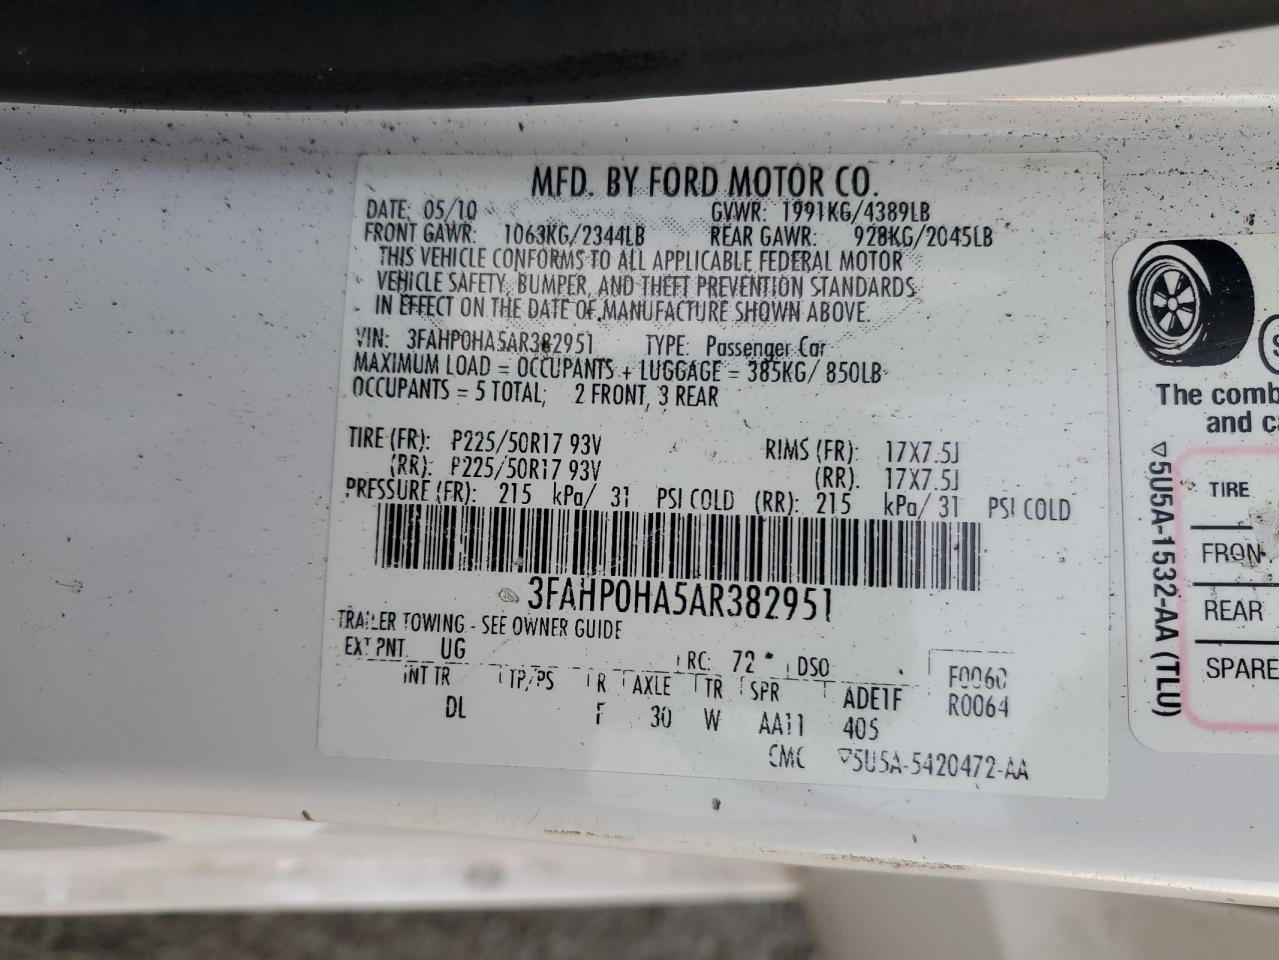 MFD. BY FORD MOTOR CO.
DATE: 05/10 GVWR: 1991KG/4389LB
FRONT GAWR: 1063KG/2344LB REAR GAWR: 928KG/2045LB
THIS VEHICLE CONFORMS TO ALL APPLICABLE FEDERAL MOTOR
VEHICLE SAFETY, BUMPER, AND THEFT PREVENTION STANDARDS
IN EFFECT ON THE DATE OF MANUFACTURE SHOWN ABOVE.
VIN: 3FAHP0HA5AR382951 TYPE: Passenger Car
MAXIMUM LOAD = OCCUPANTS + LUGGAGE = 385KG/ 850LB
OCCUPANTS = 5 TOTAL; 2 FRONT, 3 REAR
TIRE (FR): P225/50R17 93V RIMS (FR): 17X7.5J
(RR): P225/50R17 93V (RR): 17X7.5J
PRESSURE (FR): 215 kPa/ 31 PSI COLD (RR): 215 kPa/ 31 PSI COLD
3FAHP0HA5AR382951
TRAILER TOWING - SEE OWNER GUIDE
EXT PNT: UG RC: 72 DSO F0060
INT TR TP/PS R AXLE TR SPR ADE1F R0064
DL F 30 W AA11 405
CMC ▽5U5A-5420472-AA
The comb
and ca
▽5U5A-1532-AA (TLU)
TIRE
FRON
REAR
SPARE